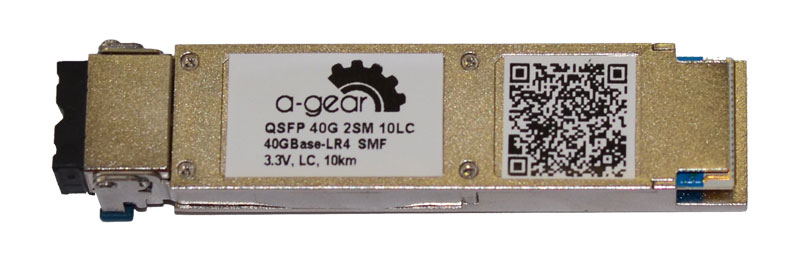 a-gear
QSFP 40G 2SM 10LC
40GBase-LR4 SMF
3.3V, LC, 10km